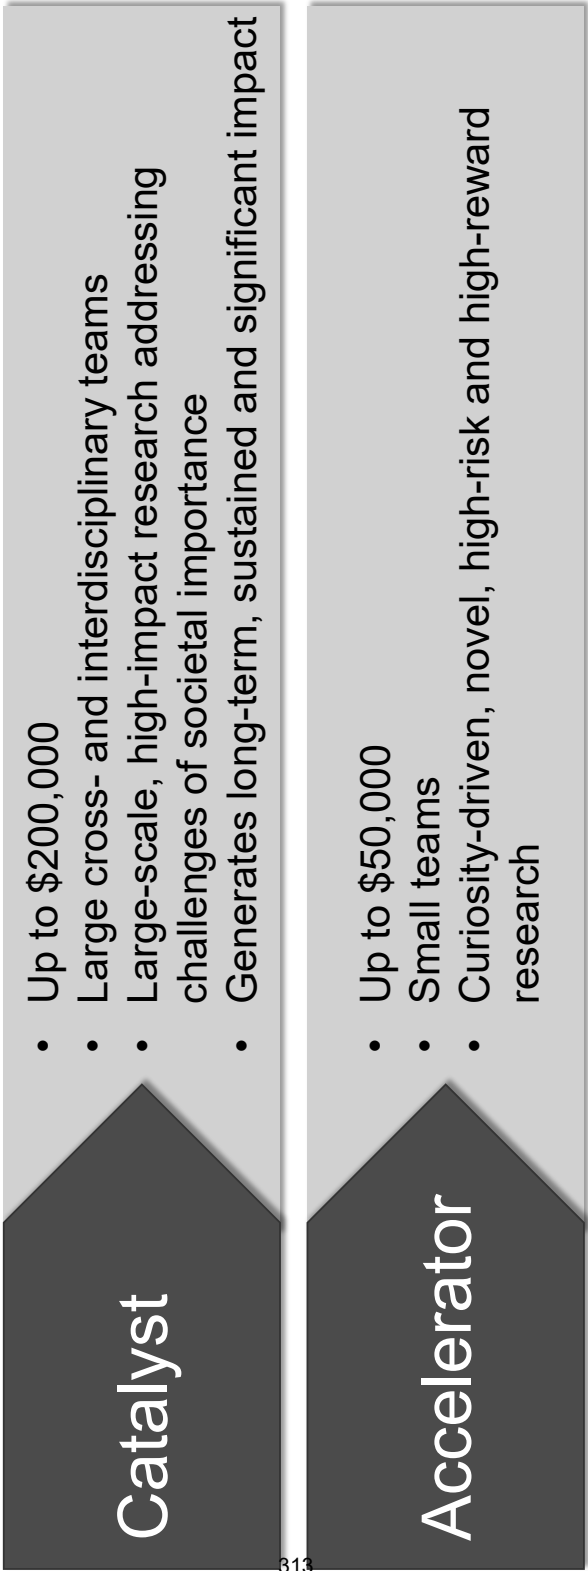 Catalyst
• Up to $200,000
• Large cross- and interdisciplinary teams
• Large-scale, high-impact research addressing
challenges of societal importance
• Generates long-term, sustained and significant impact
Accelerator
• Up to $50,000
• Small teams
• Curiosity-driven, novel, high-risk and high-reward
research
313